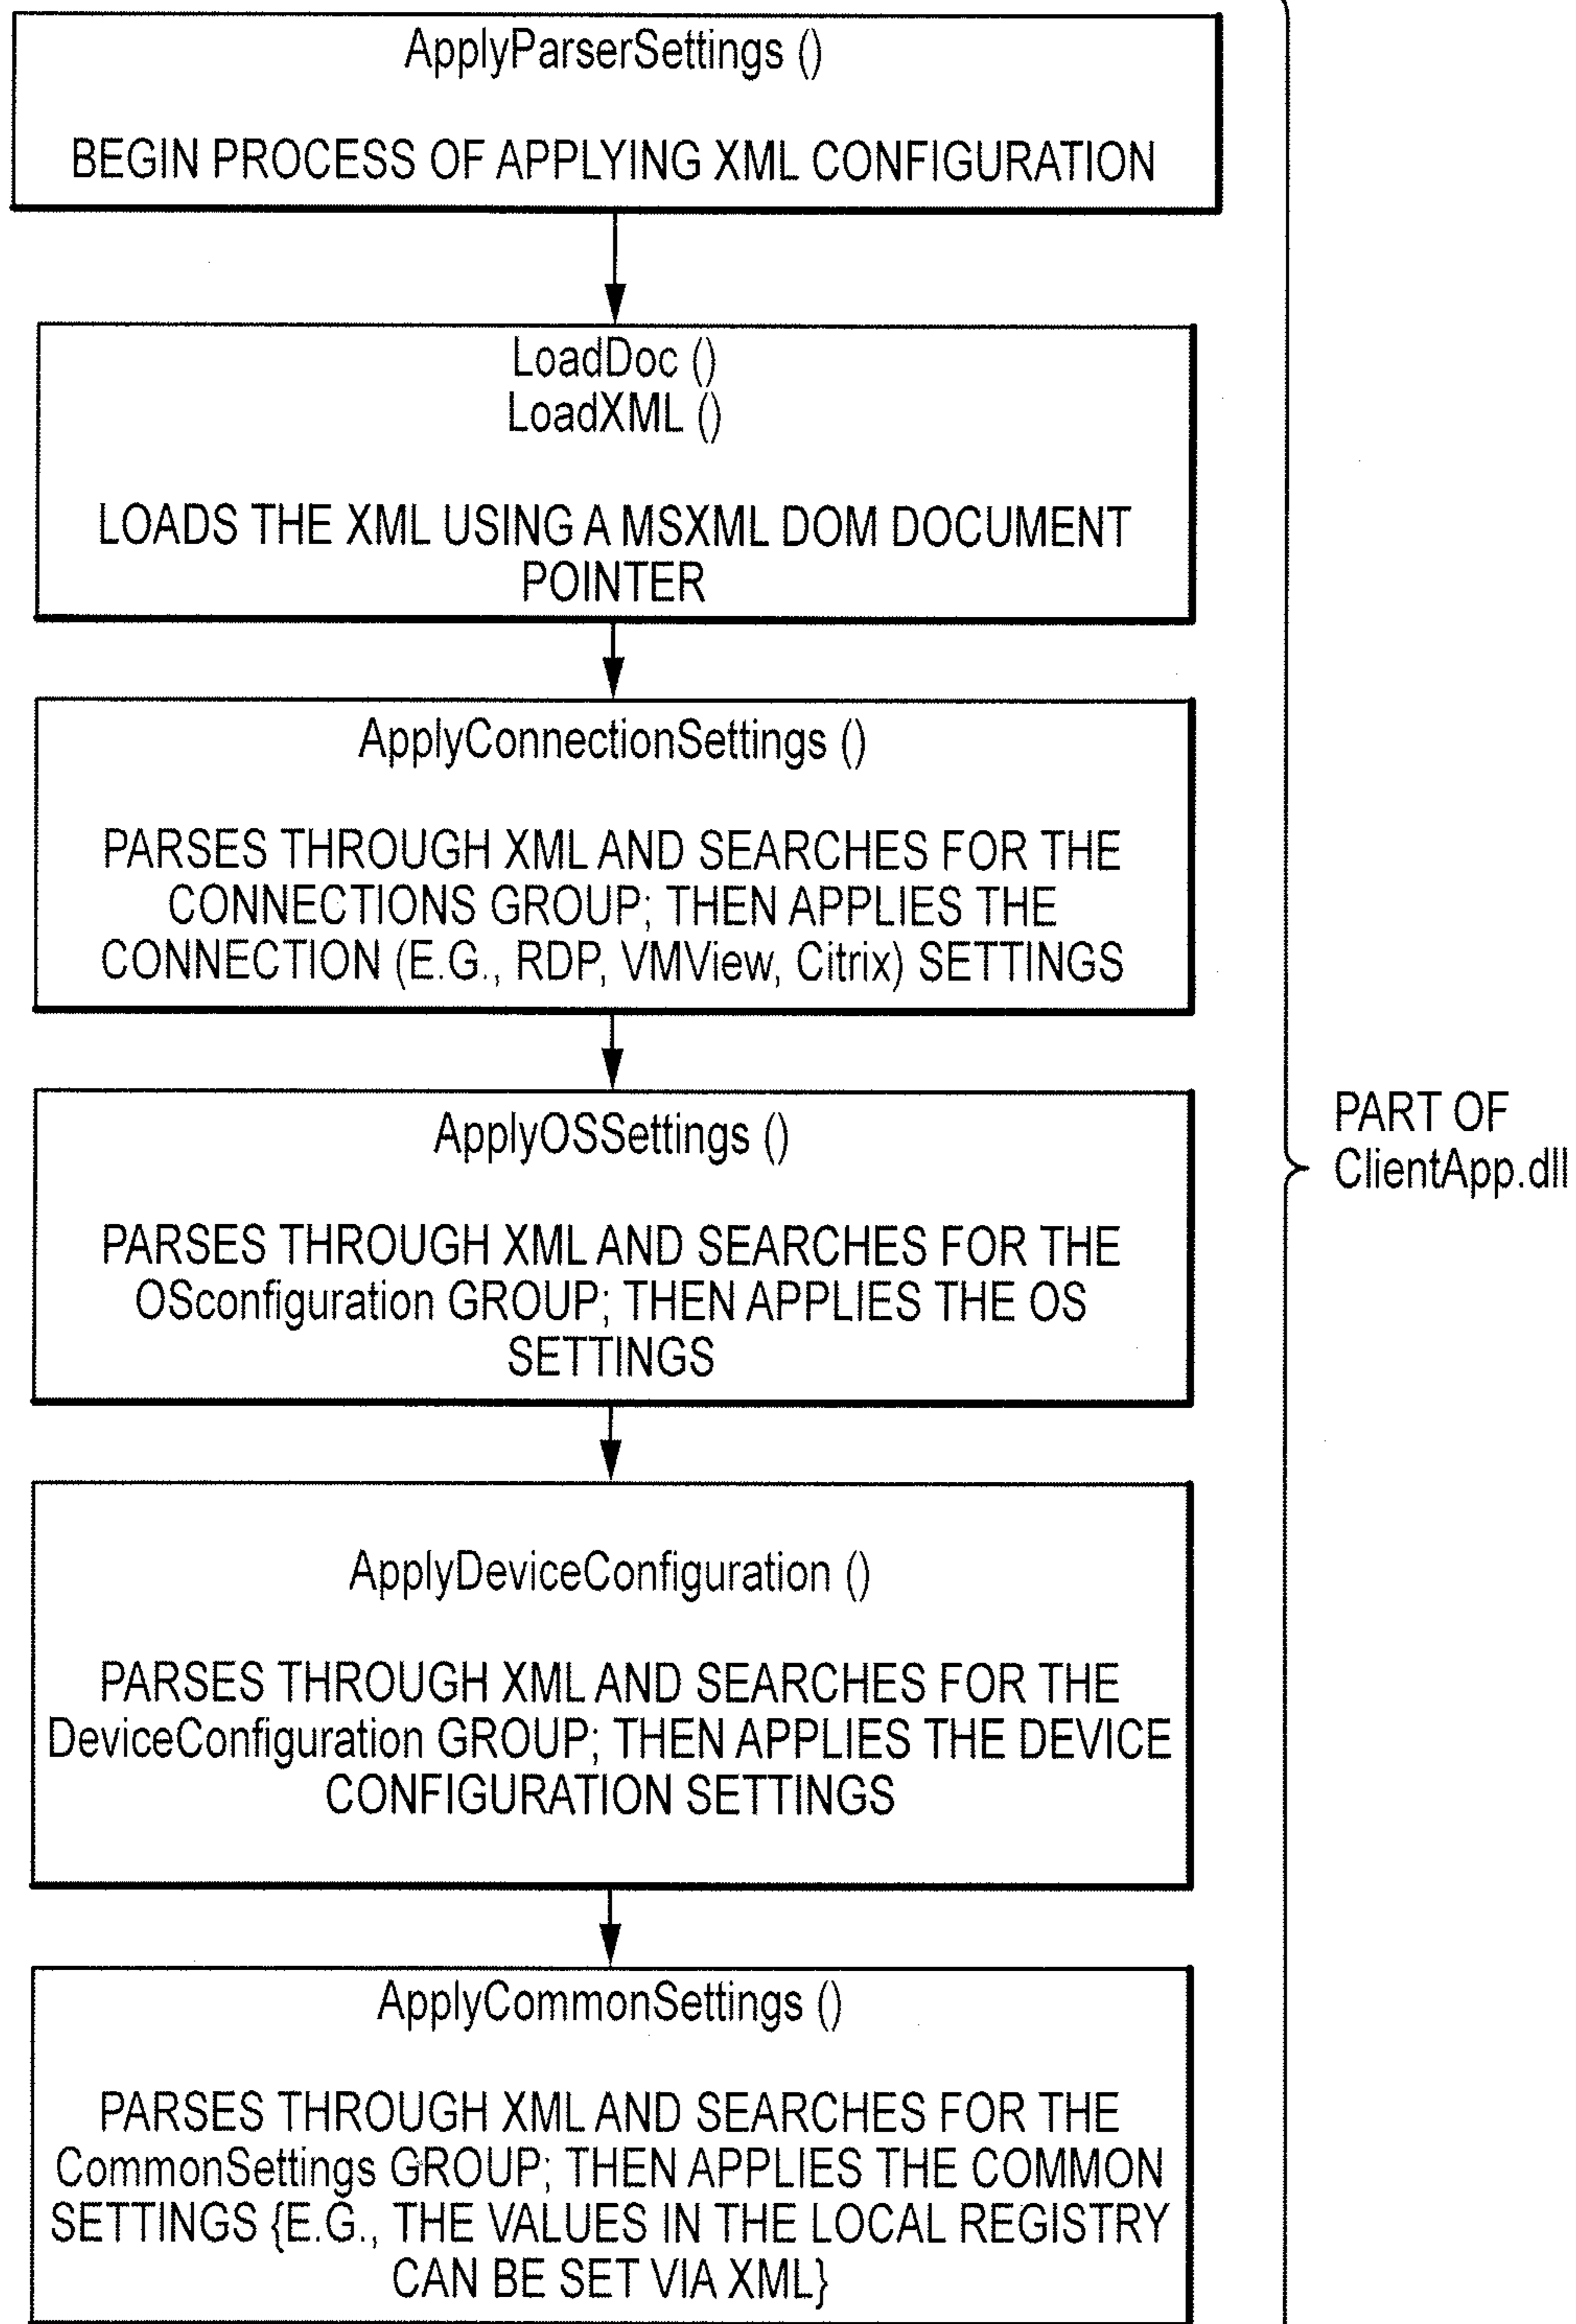 ApplyParserSettings ()
BEGIN PROCESS OF APPLYING XML CONFIGURATION
LoadDoc ()
LoadXML ()
LOADS THE XML USING A MSXML DOM DOCUMENT
POINTER
ApplyConnectionSettings ()
PARSES THROUGH XML AND SEARCHES FOR THE
CONNECTIONS GROUP; THEN APPLIES THE
CONNECTION (E.G., RDP, VMView, Citrix) SETTINGS
ApplyOSSettings ()
PARSES THROUGH XML AND SEARCHES FOR THE
OSconfiguration GROUP; THEN APPLIES THE OS
SETTINGS
ApplyDeviceConfiguration ()
PARSES THROUGH XML AND SEARCHES FOR THE
DeviceConfiguration GROUP; THEN APPLIES THE DEVICE
CONFIGURATION SETTINGS
ApplyCommonSettings ()
PARSES THROUGH XML AND SEARCHES FOR THE
CommonSettings GROUP; THEN APPLIES THE COMMON
SETTINGS {E.G., THE VALUES IN THE LOCAL REGISTRY
CAN BE SET VIA XML}
PART OF
ClientApp.dll